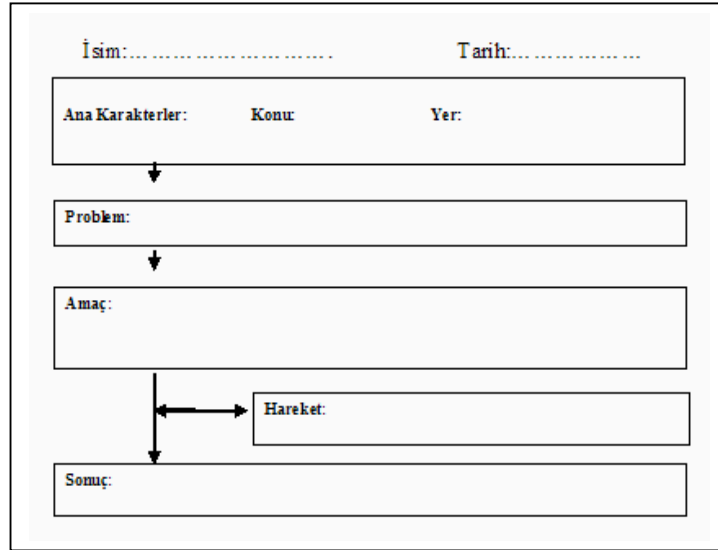 İsim:… … … … … … … … . Tarih:… … … … …
Ana Karakterler: Konu: Yer:
Problem:
Amaç:
Hareket:
Sonuç: